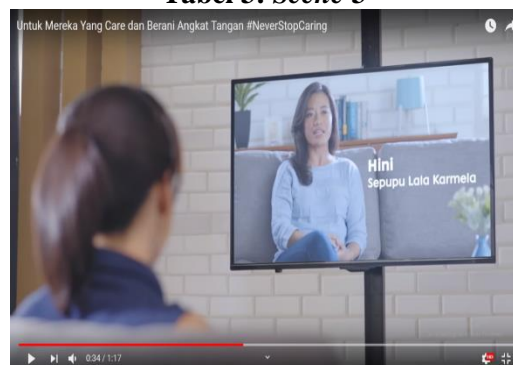 Tabel 3. Scene 3
Untuk Mereka Yang Care dan Berani Angkat Tangan #NeverStopCaring
Hini
Sepupu Lala Karmela
0:34 / 1:17